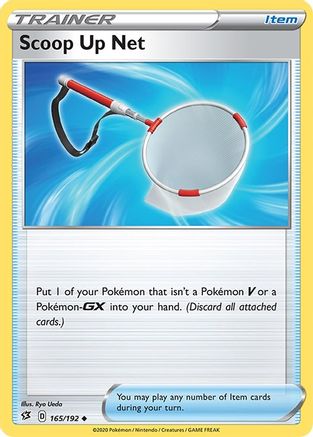 TRAINER Item
Scoop Up Net
Put 1 of your Pokémon that isn't a Pokémon V or a
Pokémon-GX into your hand. (Discard all attached
cards.)
Illus. Ryo Ueda
D 165/192
You may play any number of Item cards
during your turn.
©2020 Pokémon / Nintendo / Creatures / GAME FREAK